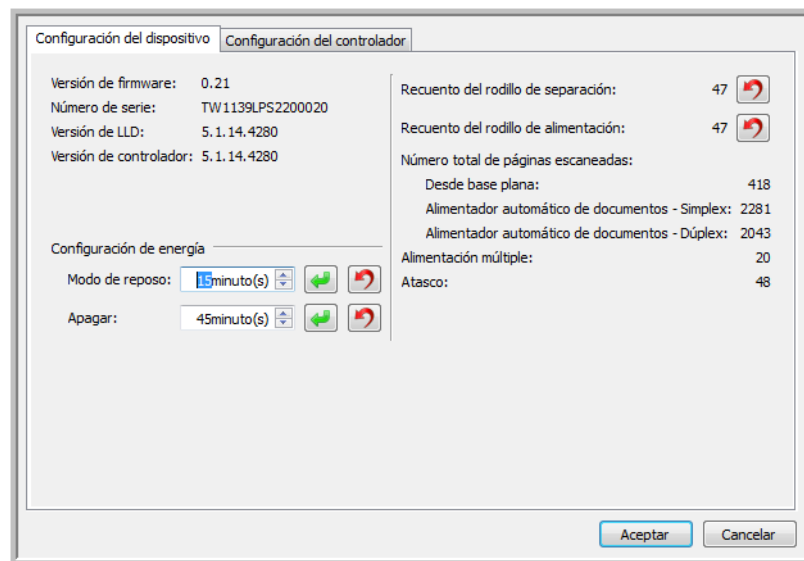 Configuración del dispositivo
Configuración del controlador
Versión de firmware: 0.21
Número de serie: TW1139LPS2200020
Versión de LLD: 5.1.14.4280
Versión de controlador: 5.1.14.4280
Configuración de energía
Modo de reposo: 15minuto(s)
Apagar: 45minuto(s)
Recuento del rodillo de separación: 47
Recuento del rodillo de alimentación: 47
Número total de páginas escaneadas:
Desde base plana: 418
Alimentador automático de documentos - Simplex: 2281
Alimentador automático de documentos - Dúplex: 2043
Alimentación múltiple: 20
Atasco: 48
Aceptar
Cancelar